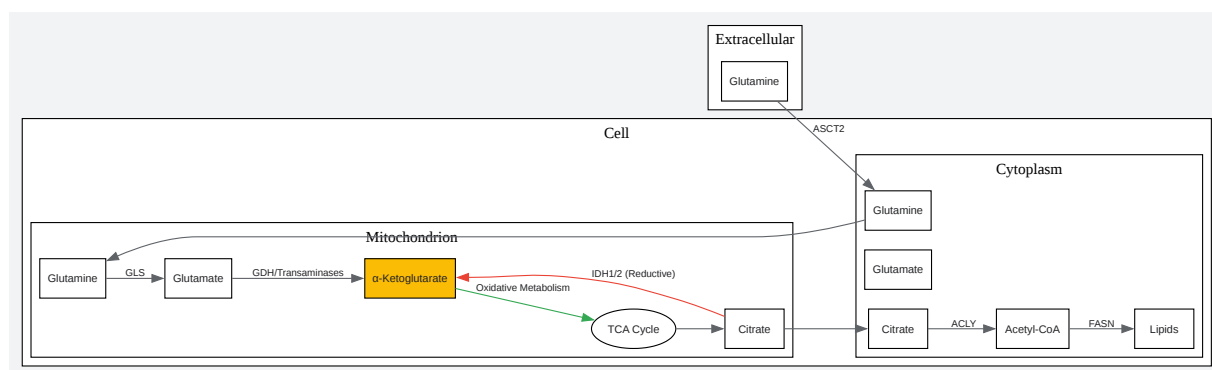 Extracellular
Glutamine
ASCT2
Cell
Cytoplasm
Glutamine
Mitochondrion
Glutamine
GLS
Glutamate
GDH/Transaminases
α-Ketoglutarate
IDH1/2 (Reductive)
Oxidative Metabolism
TCA Cycle
Citrate
Glutamate
Citrate
ACLY
Acetyl-CoA
FASN
Lipids